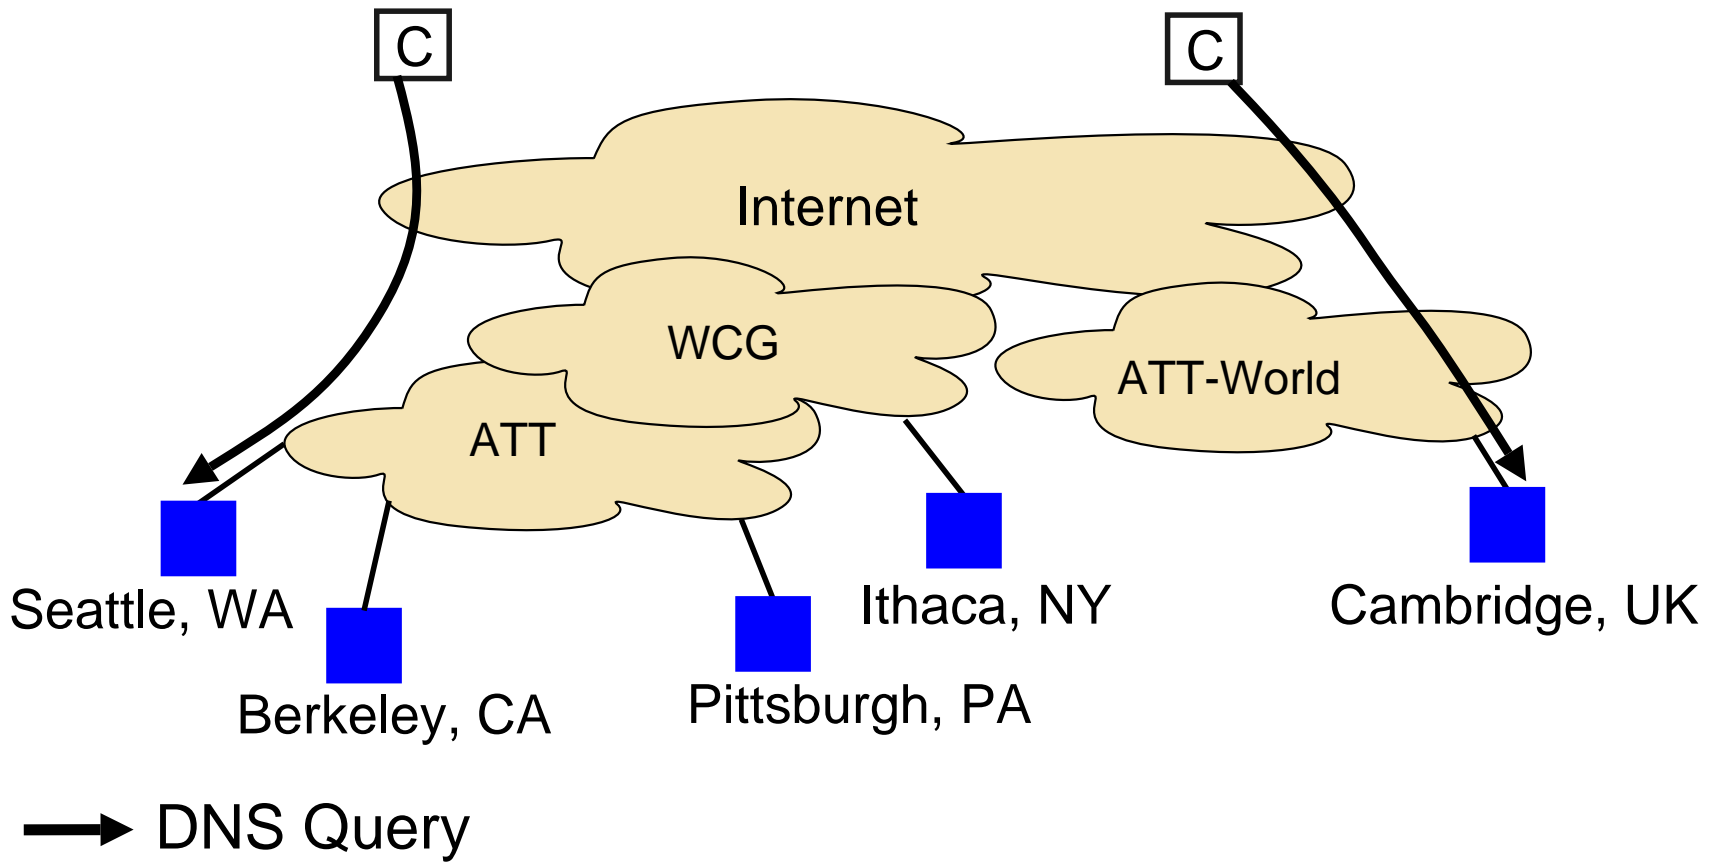 C
C
Internet
WCG
ATT-World
ATT
Seattle, WA
Ithaca, NY
Cambridge, UK
Berkeley, CA
Pittsburgh, PA
DNS Query